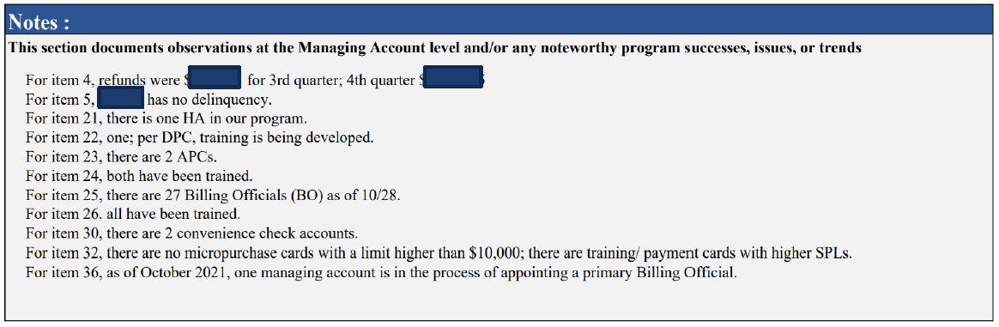 Notes :
This section documents observations at the Managing Account level and/or any noteworthy program successes, issues, or trends
For item 4, refunds were $ for 3rd quarter; 4th quarter $
For item 5, has no delinquency.
For item 21, there is one HA in our program.
For item 22, one; per DPC, training is being developed.
For item 23, there are 2 APCs.
For item 24, both have been trained.
For item 25, there are 27 Billing Officials (BO) as of 10/28.
For item 26. all have been trained.
For item 30, there are 2 convenience check accounts.
For item 32, there are no micropurchase cards with a limit higher than $10,000; there are training/ payment cards with higher SPLs.
For item 36, as of October 2021, one managing account is in the process of appointing a primary Billing Official.